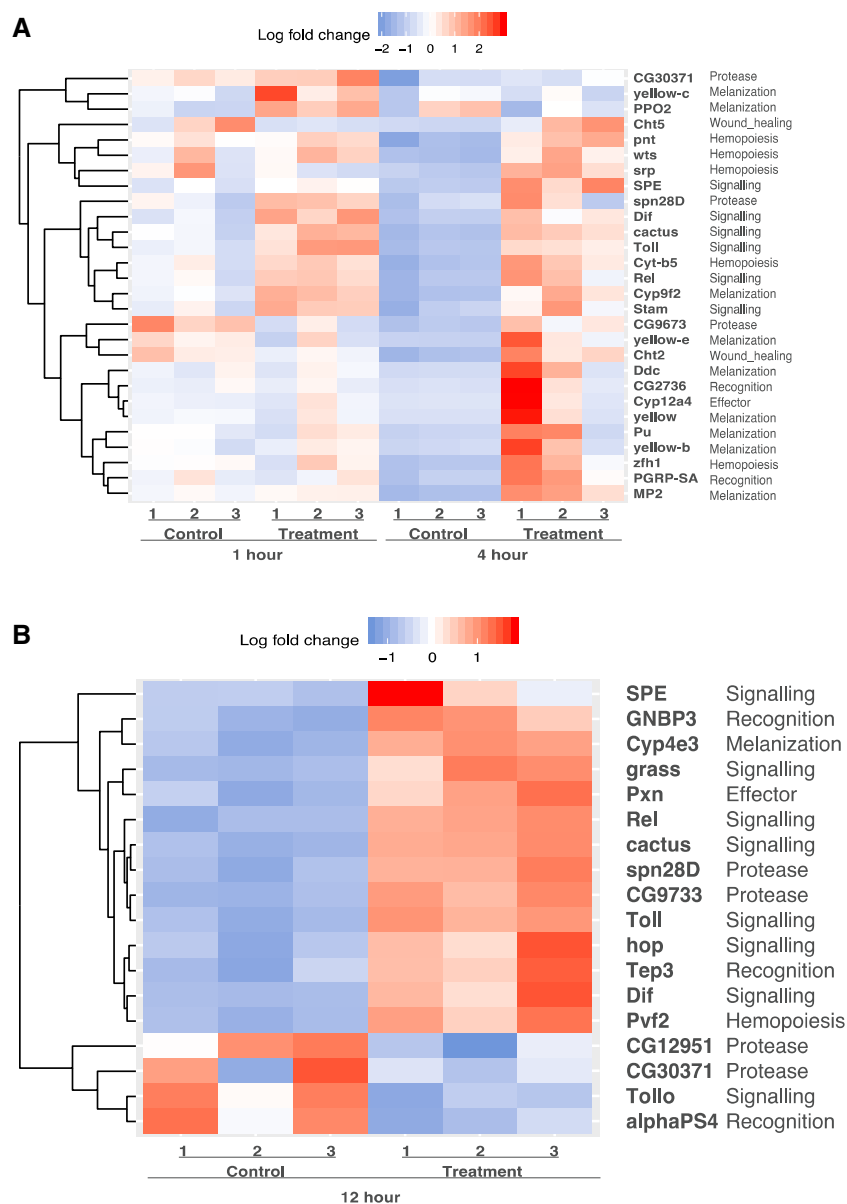 A
Log fold change
−2 −1 0 1 2
CG30371 Protease
yellow-c Melanization
PPO2 Melanization
Cht5 Wound_healing
pnt Hemopoiesis
wts Hemopoiesis
srp Hemopoiesis
SPE Signalling
spn28D Protease
Dif Signalling
cactus Signalling
Toll Signalling
Cyt-b5 Hemopoiesis
Rel Signalling
Cyp9f2 Melanization
Stam Signalling
CG9673 Protease
yellow-e Melanization
Cht2 Wound_healing
Ddc Melanization
CG2736 Recognition
Cyp12a4 Effector
yellow Melanization
Pu Melanization
yellow-b Melanization
zfh1 Hemopoiesis
PGRP-SA Recognition
MP2 Melanization
1 2 3 1 2 3 1 2 3 1 2 3
Control Treatment Control Treatment
1 hour 4 hour
B
Log fold change
−1 0 1
SPE Signalling
GNBP3 Recognition
Cyp4e3 Melanization
grass Signalling
Pxn Effector
Rel Signalling
cactus Signalling
spn28D Protease
CG9733 Protease
Toll Signalling
hop Signalling
Tep3 Recognition
Dif Signalling
Pvf2 Hemopoiesis
CG12951 Protease
CG30371 Protease
Tollo Signalling
alphaPS4 Recognition
1 2 3 1 2 3
Control Treatment
12 hour